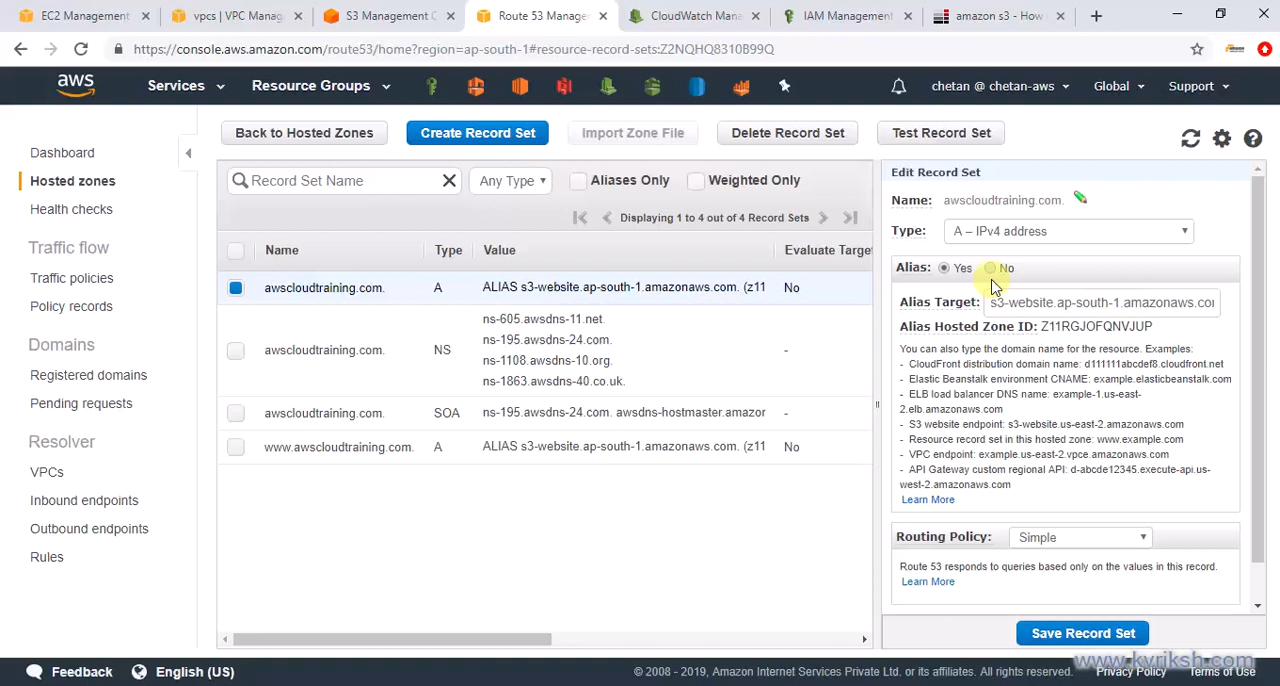 EC2 Management
vpcs | VPC Manag
S3 Management C
Route 53 Manage
CloudWatch Man
IAM Management
amazon s3 - How
https://console.aws.amazon.com/route53/home?region=ap-south-1#resource-record-sets:Z2NQHQ8310B99Q
aws
Services
Resource Groups
chetan @ chetan-aws
Global
Support
Back to Hosted Zones
Create Record Set
Import Zone File
Delete Record Set
Test Record Set
Dashboard
Hosted zones
Health checks
Traffic flow
Traffic policies
Policy records
Domains
Registered domains
Pending requests
Resolver
VPCs
Inbound endpoints
Outbound endpoints
Rules
Record Set Name
Any Type
Aliases Only
Weighted Only
Displaying 1 to 4 out of 4 Record Sets
Name Type Value Evaluate Target
awscloudtraining.com. A ALIAS s3-website.ap-south-1.amazonaws.com. (z11 No
awscloudtraining.com. NS ns-605.awsdns-11.net.
ns-195.awsdns-24.com.
ns-1108.awsdns-10.org.
ns-1863.awsdns-40.co.uk.
-
awscloudtraining.com. SOA ns-195.awsdns-24.com. awsdns-hostmaster.amazor -
www.awscloudtraining.com. A ALIAS s3-website.ap-south-1.amazonaws.com. (z11 No
Edit Record Set
Name: awscloudtraining.com.
Type: A – IPv4 address
Alias: Yes No
Alias Target: s3-website.ap-south-1.amazonaws.coı
Alias Hosted Zone ID: Z11RGJOFQNVJUP
You can also type the domain name for the resource. Examples:
- CloudFront distribution domain name: d111111abcdef8.cloudfront.net
- Elastic Beanstalk environment CNAME: example.elasticbeanstalk.com
- ELB load balancer DNS name: example-1.us-east-
2.elb.amazonaws.com
- S3 website endpoint: s3-website.us-east-2.amazonaws.com
- Resource record set in this hosted zone: www.example.com
- VPC endpoint: example.us-east-2.vpce.amazonaws.com
- API Gateway custom regional API: d-abcde12345.execute-api.us-
west-2.amazonaws.com
Learn More
Routing Policy: Simple
Route 53 responds to queries based only on the values in this record.
Learn More
Save Record Set
www.kvriksh.com
Feedback
English (US)
© 2008 - 2019, Amazon Internet Services Private Ltd. or its affiliates. All rights reserved.
Privacy Policy
Terms of Use